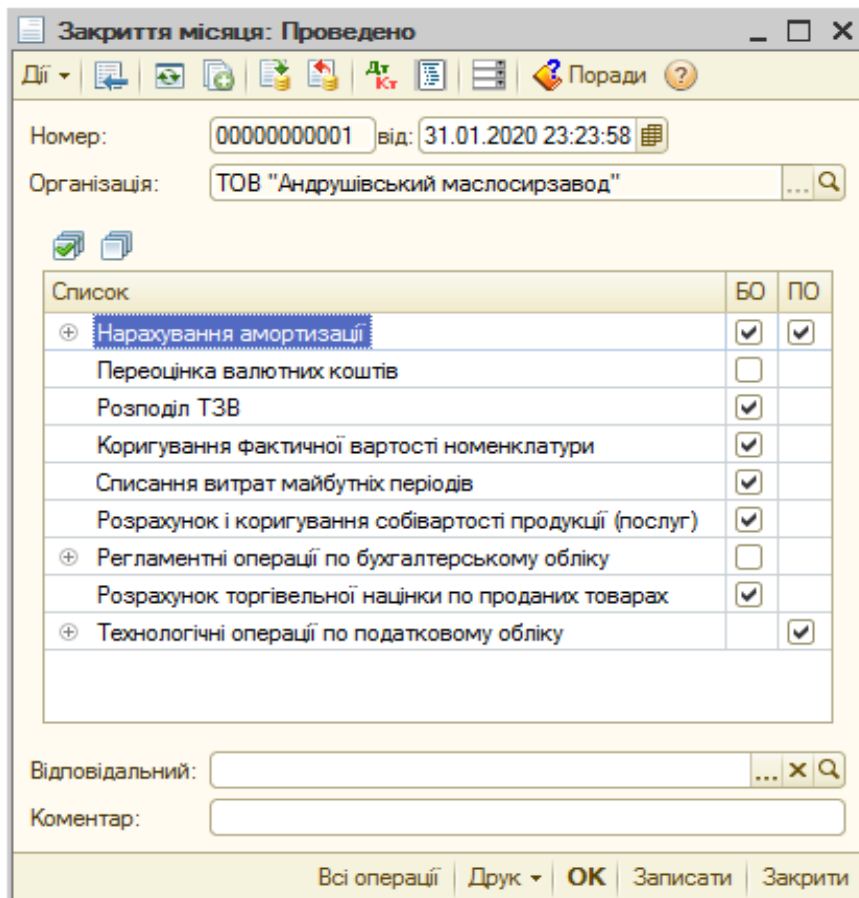 Закриття місяця: Проведено
Дії Дт Кт Поради ?
Номер: 00000000001 від: 31.01.2020 23:23:58
Організація: ТОВ "Андрушівський маслосирзавод" ...
Список БО ПО
Нарахування амортизації
Переоцінка валютних коштів
Розподіл ТЗВ
Коригування фактичної вартості номенклатури
Списання витрат майбутніх періодів
Розрахунок і коригування собівартості продукції (послуг)
Регламентні операції по бухгалтерському обліку
Розрахунок торгівельної націнки по проданих товарах
Технологічні операції по податковому обліку
Відповідальний: ...
Коментар:
Всі операції Друк OK Записати Закрити